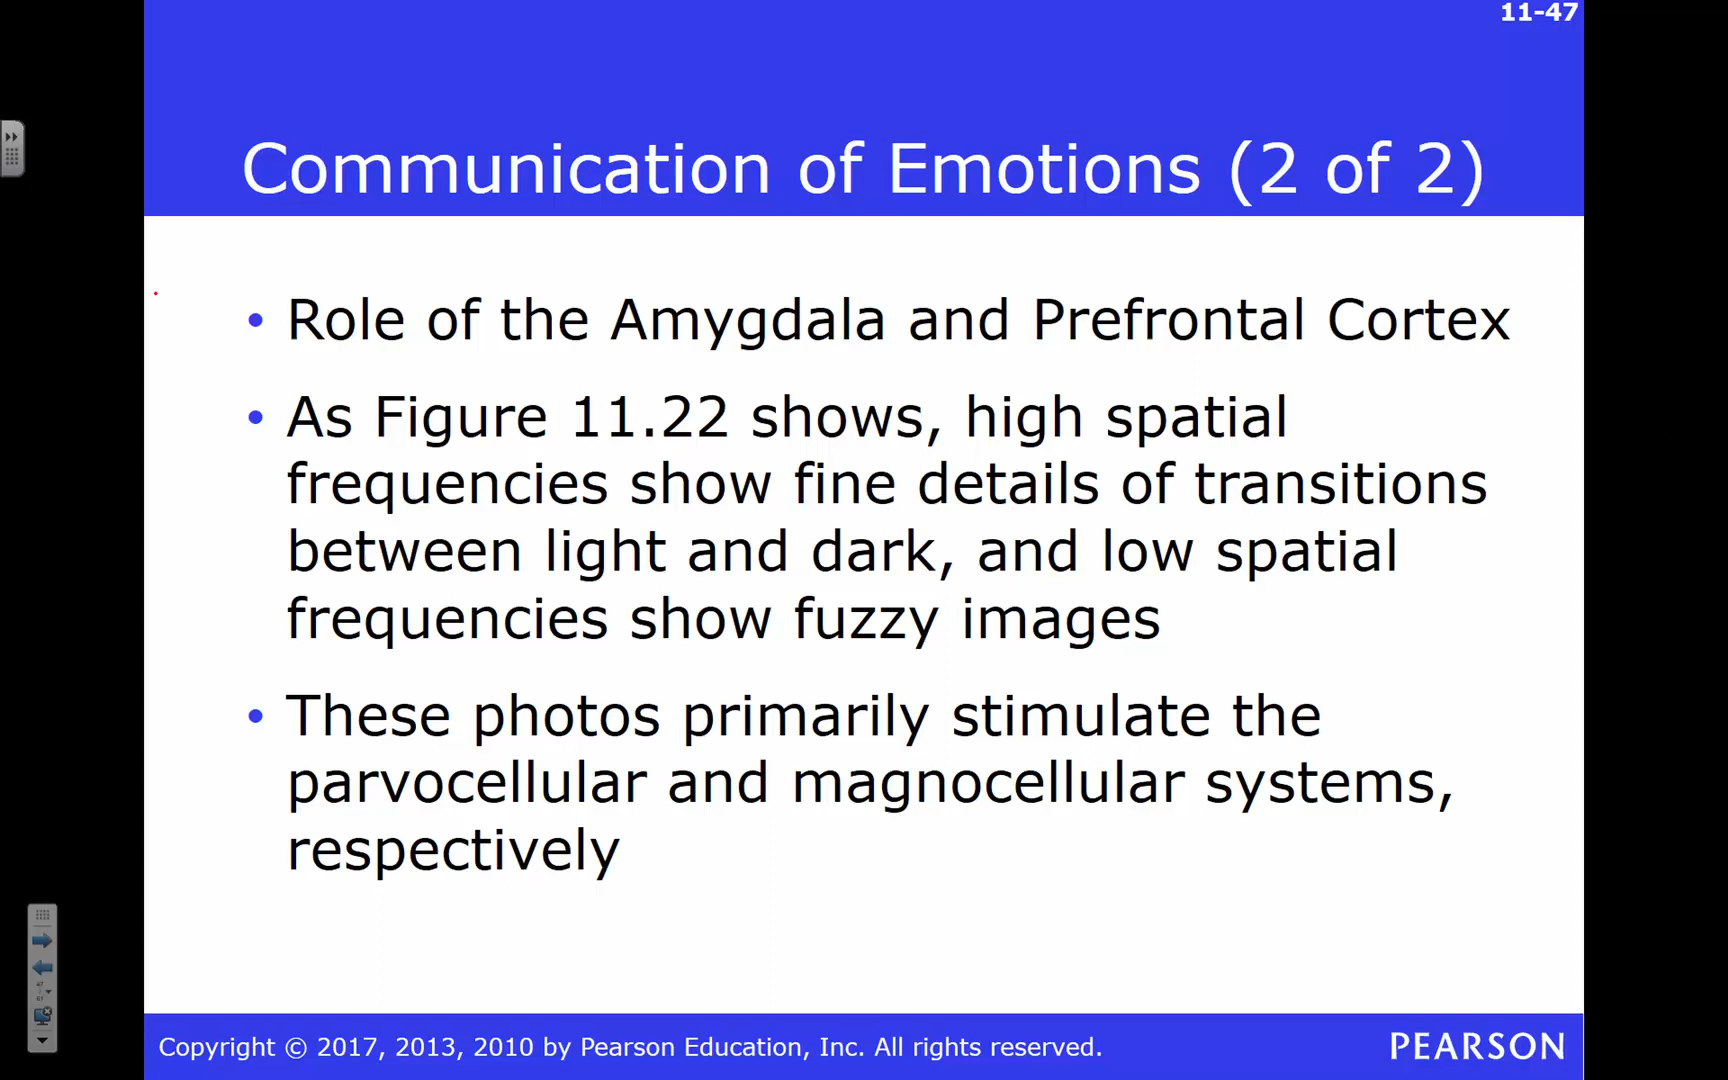 11-47
Communication of Emotions (2 of 2)
• Role of the Amygdala and Prefrontal Cortex
• As Figure 11.22 shows, high spatial
frequencies show fine details of transitions
between light and dark, and low spatial
frequencies show fuzzy images
• These photos primarily stimulate the
parvocellular and magnocellular systems,
respectively
Copyright © 2017, 2013, 2010 by Pearson Education, Inc. All rights reserved.
PEARSON